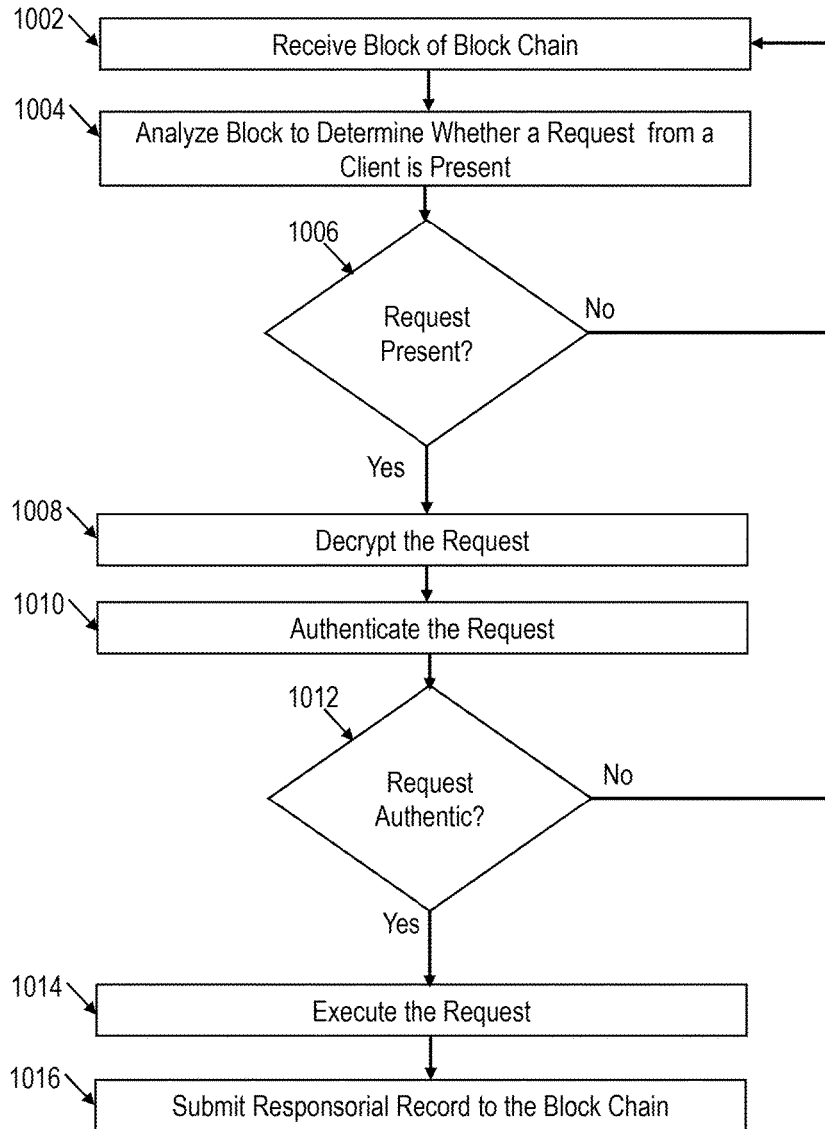 1002
Receive Block of Block Chain
1004
Analyze Block to Determine Whether a Request from a
Client is Present
1006
Request
Present?
No
Yes
1008
Decrypt the Request
1010
Authenticate the Request
1012
Request
Authentic?
No
Yes
1014
Execute the Request
1016
Submit Responsorial Record to the Block Chain